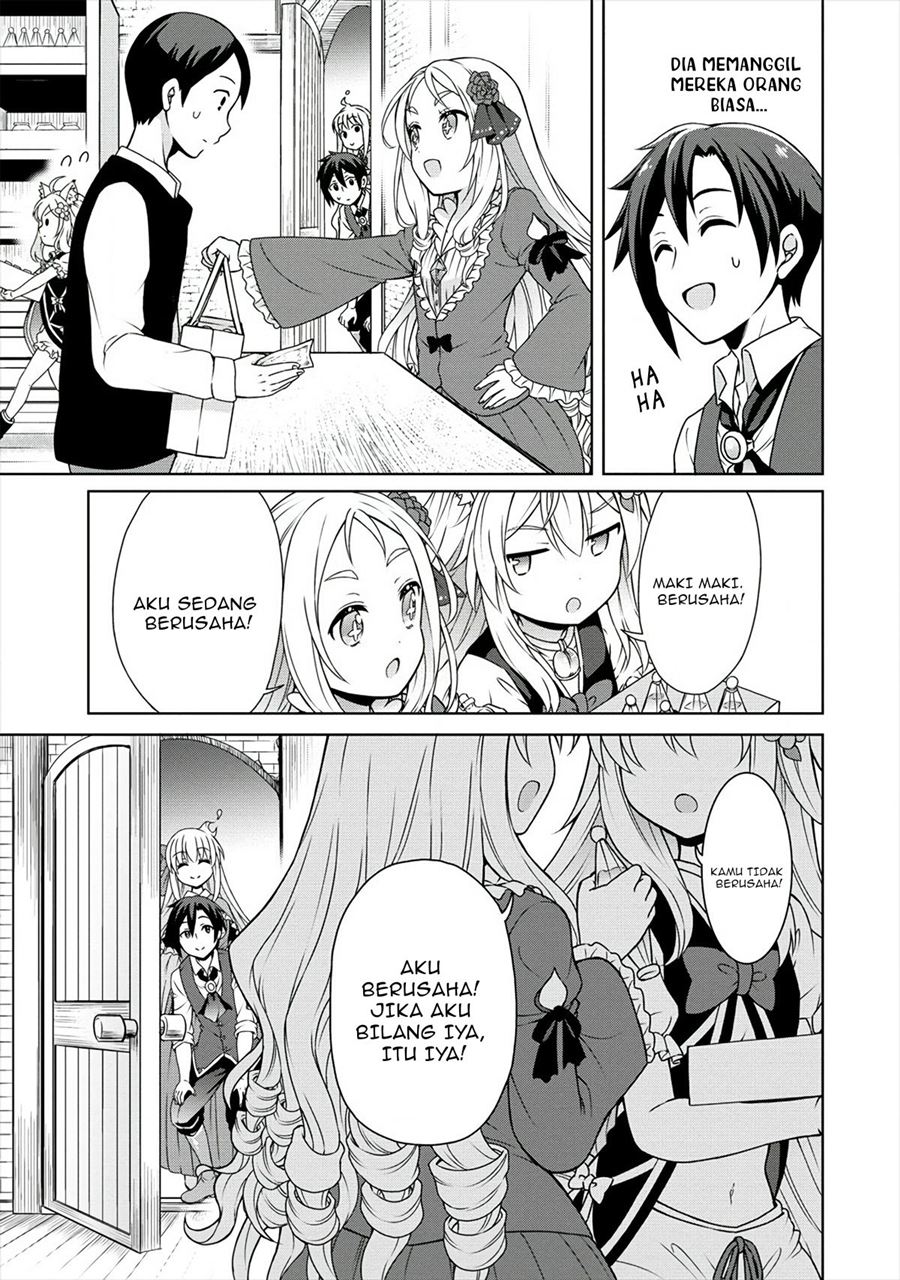 DIA MEMANGGIL
MEREKA ORANG
BIASA...
HA
HA
MAKI MAKI.
BERUSAHA!
AKU SEDANG
BERUSAHA!
KAMU TIDAK
BERUSAHA!
AKU
BERUSAHA!
JIKA AKU
BILANG IYA,
ITU IYA!